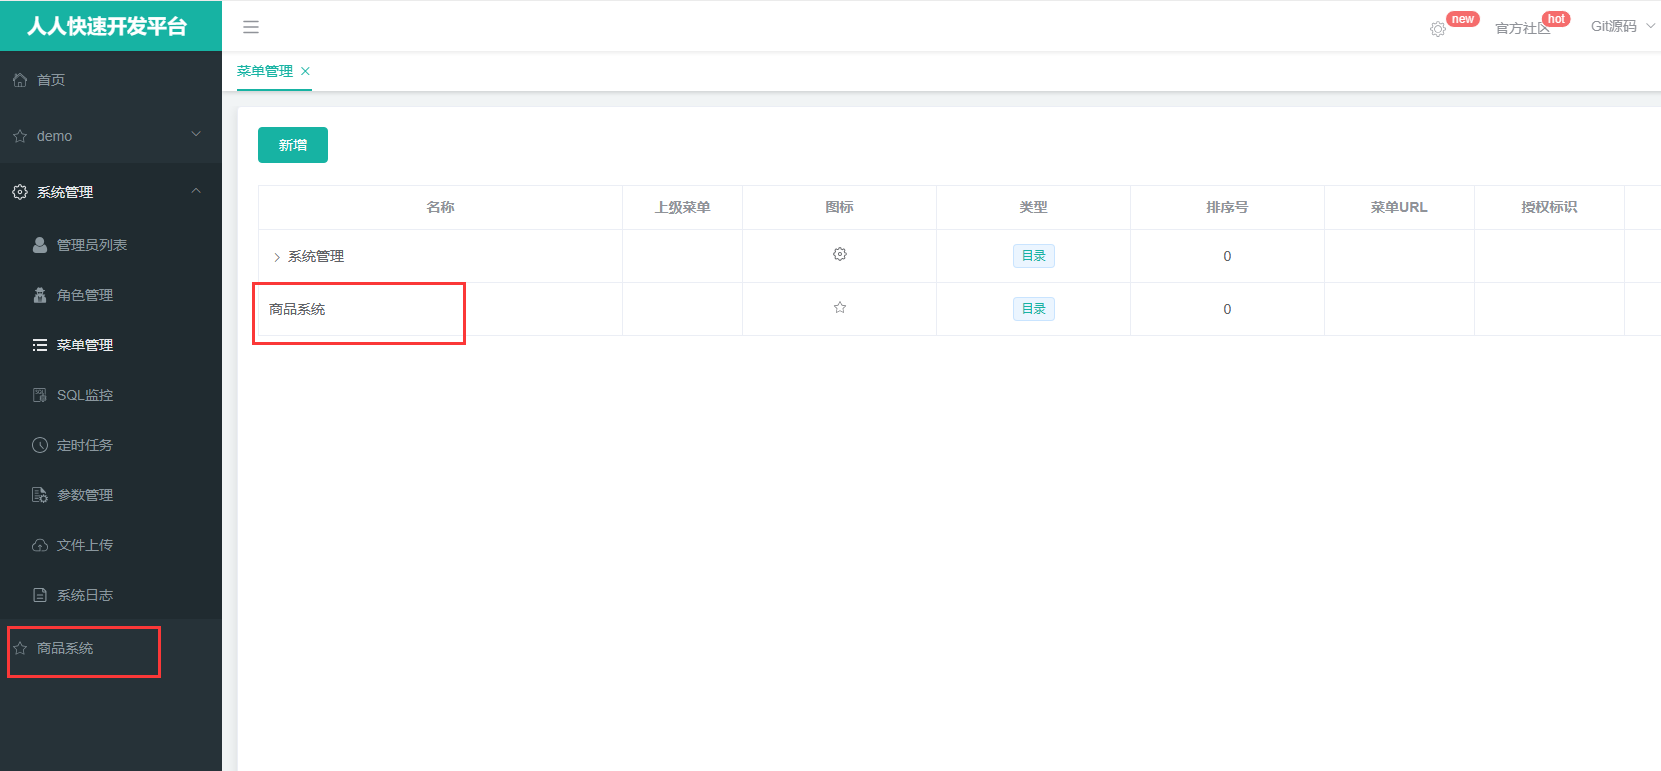 人人快速开发平台
new
官方社区
hot
Git源码
首页
demo
系统管理
管理员列表
角色管理
菜单管理
SQL监控
定时任务
参数管理
文件上传
系统日志
商品系统
菜单管理
新增
名称 上级菜单 图标 类型 排序号 菜单URL 授权标识
系统管理 目录 0
商品系统 目录 0